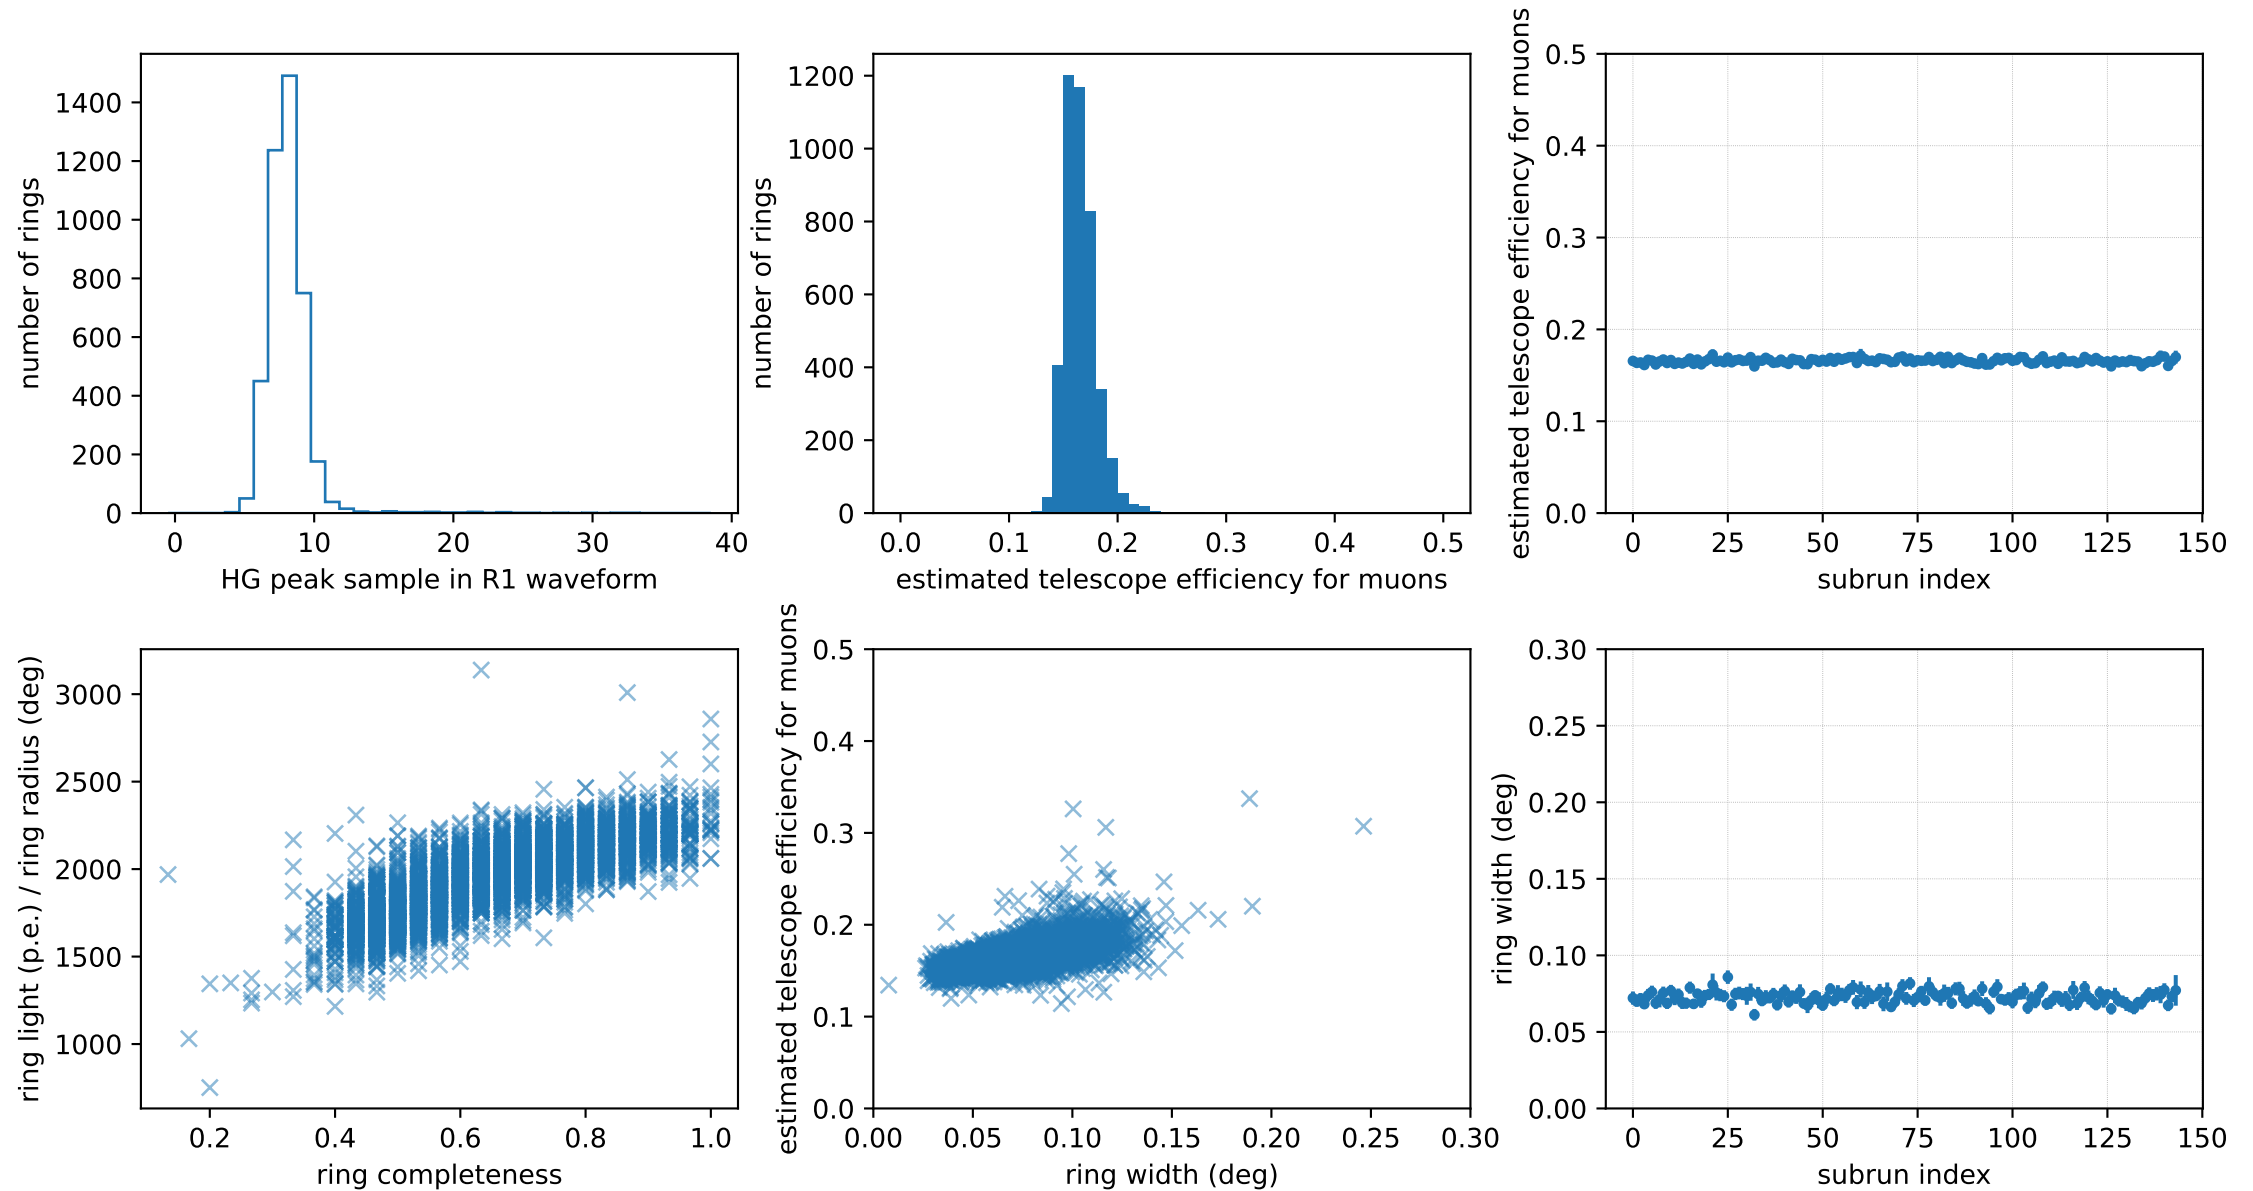 number of rings
1400
1200
1000
800
600
400
200
0
0 10 20 30 40
HG peak sample in R1 waveform
number of rings
1200
1000
800
600
400
200
0
0.0 0.1 0.2 0.3 0.4 0.5
estimated telescope efficiency for muons
estimated telescope efficiency for muons
0.5
0.4
0.3
0.2
0.1
0.0
0 25 50 75 100 125 150
subrun index
ring light (p.e.) / ring radius (deg)
3000
2500
2000
1500
1000
0.2 0.4 0.6 0.8 1.0
ring completeness
estimated telescope efficiency for muons
0.5
0.4
0.3
0.2
0.1
0.0
0.00 0.05 0.10 0.15 0.20 0.25 0.30
ring width (deg)
ring width (deg)
0.30
0.25
0.20
0.15
0.10
0.05
0.00
0 25 50 75 100 125 150
subrun index